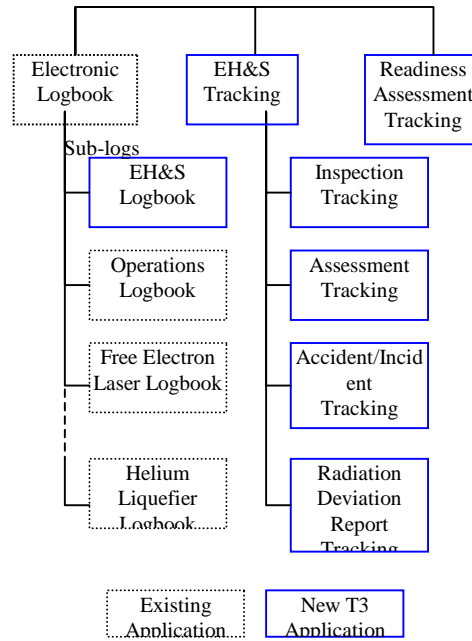 Electronic
Logbook
EH&S
Tracking
Readiness
Assessment
Tracking
Sub-logs
EH&S
Logbook
Inspection
Tracking
Operations
Logbook
Assessment
Tracking
Free Electron
Laser Logbook
Accident/Incid
ent
Tracking
Helium
Liquefier
Logbook
Radiation
Deviation
Report
Tracking
Existing
Application
New T3
Application